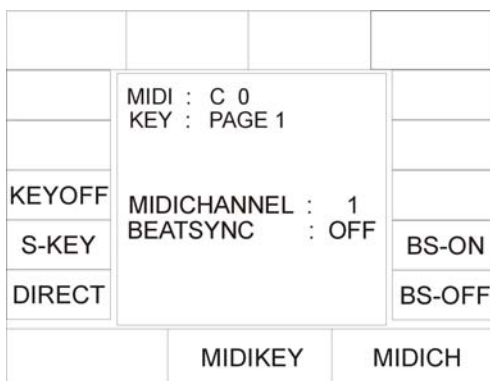 MIDI : C 0
KEY : PAGE 1
KEYOFF
MIDICHANNEL : 1
S-KEY
BEATSYNC : OFF
BS-ON
DIRECT
BS-OFF
MIDIKEY
MIDICH